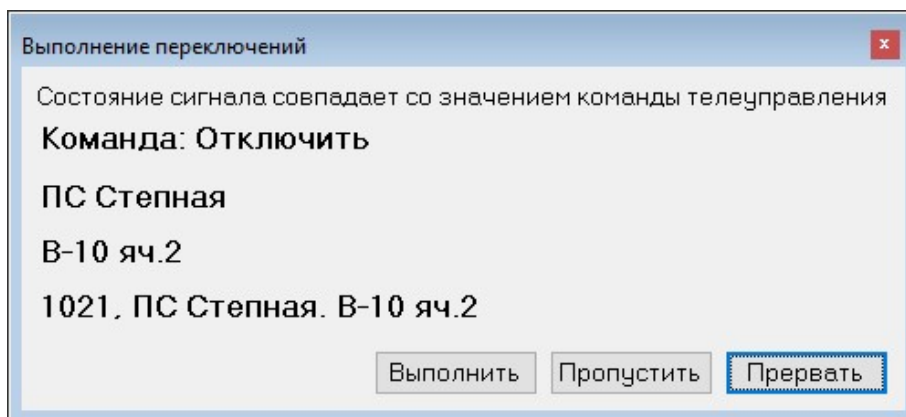 Выполнение переключений
x
Состояние сигнала совпадает со значением команды телеуправления
Команда: Отключить
ПС Степная
В-10 яч.2
1021, ПС Степная. В-10 яч.2
Выполнить Пропустить Прервать